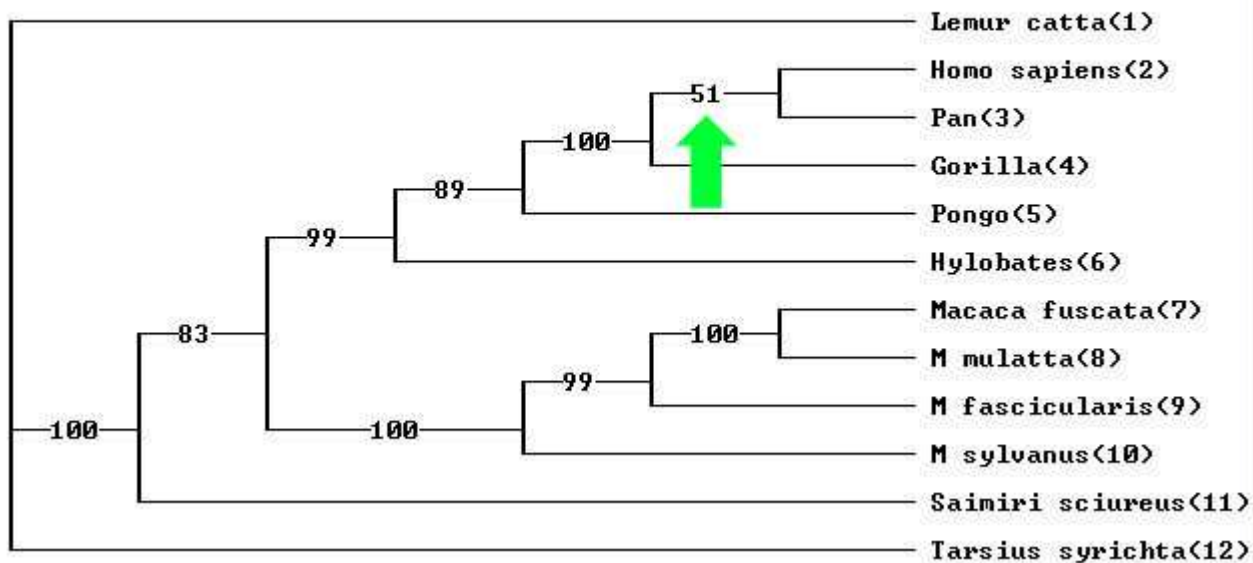 Lemur catta(1)
Homo sapiens(2)
51
Pan(3)
100
Gorilla(4)
89
Pongo(5)
99
Hylobates(6)
Macaca fuscata(7)
83
100
M mulatta(8)
99
M fascicularis(9)
100
100
M sylvanus(10)
Saimiri sciureus(11)
Tarsius syrichta(12)